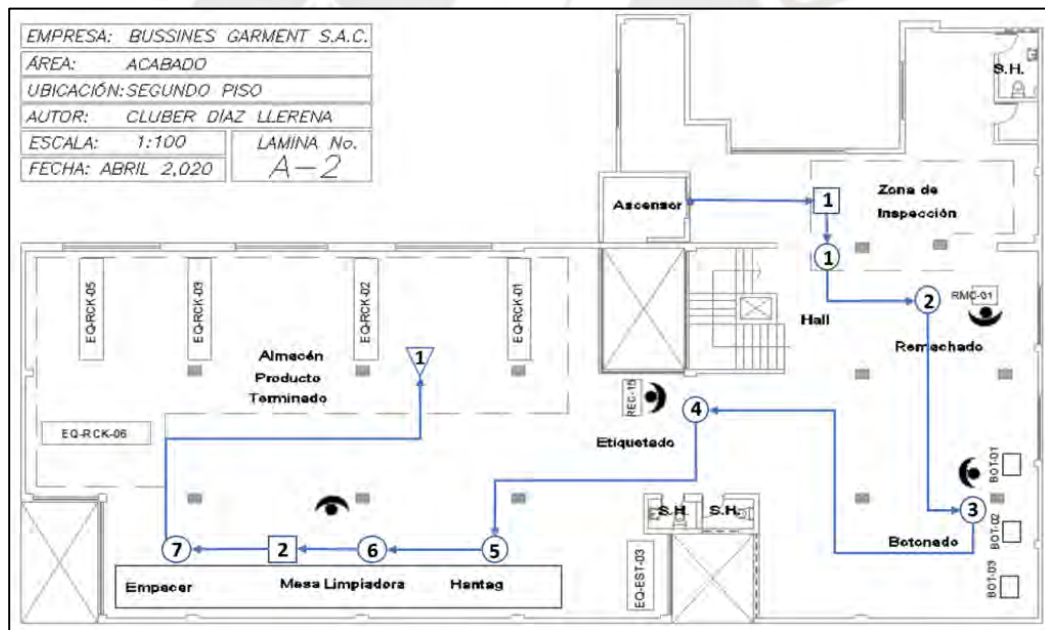 EMPRESA: BUSSINES GARMENT S.A.C.
ÁREA: ACABADO
UBICACIÓN: SEGUNDO PISO
AUTOR: CLUBER DÍAZ LLERENA
ESCALA: 1:100
LAMINA No.
A-2
FECHA: ABRIL 2,020
S.H.
Ascensor
1
Zona de
Inspección
1
2
RMC-01
Hall
Remachado
EQ-RCK-05
EQ-RCK-03
EQ-RCK-02
EQ-RCK-01
1
Almacén
Producto
Terminado
REC-15
4
EQ-RCK-06
Etiquetado
BOT-01
S.H.
S.H.
3
BOT-02
Botonado
7
2
6
5
BOT-03
Empacar
Mesa Limpiadora
Hantag
EQ-EST-03